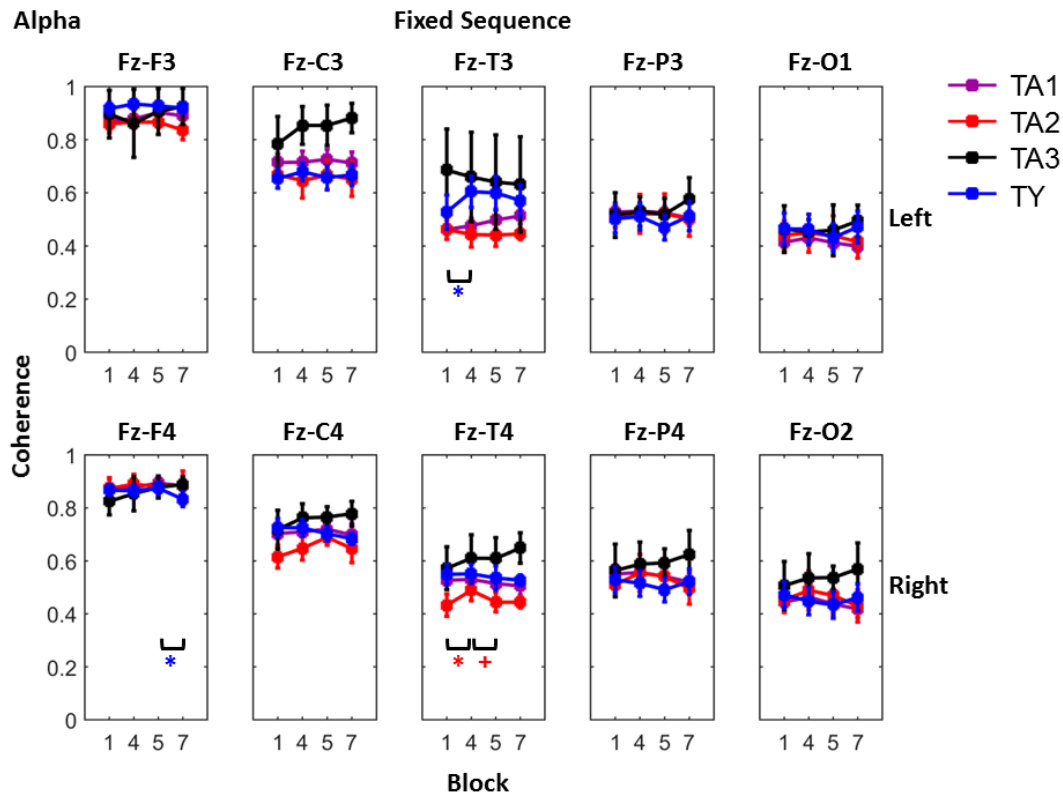 Alpha
Fixed Sequence
Fz-F3 Fz-C3 Fz-T3 Fz-P3 Fz-O1
1
0.8
0.6
0.4
0.2
0
*
1 4 5 7 1 4 5 7 1 4 5 7 1 4 5 7 1 4 5 7
TA1
TA2
TA3
TY
Left
Coherence
Fz-F4 Fz-C4 Fz-T4 Fz-P4 Fz-O2
1
0.8
0.6
0.4
0.2
0
* * +
1 4 5 7 1 4 5 7 1 4 5 7 1 4 5 7 1 4 5 7
Right
Block